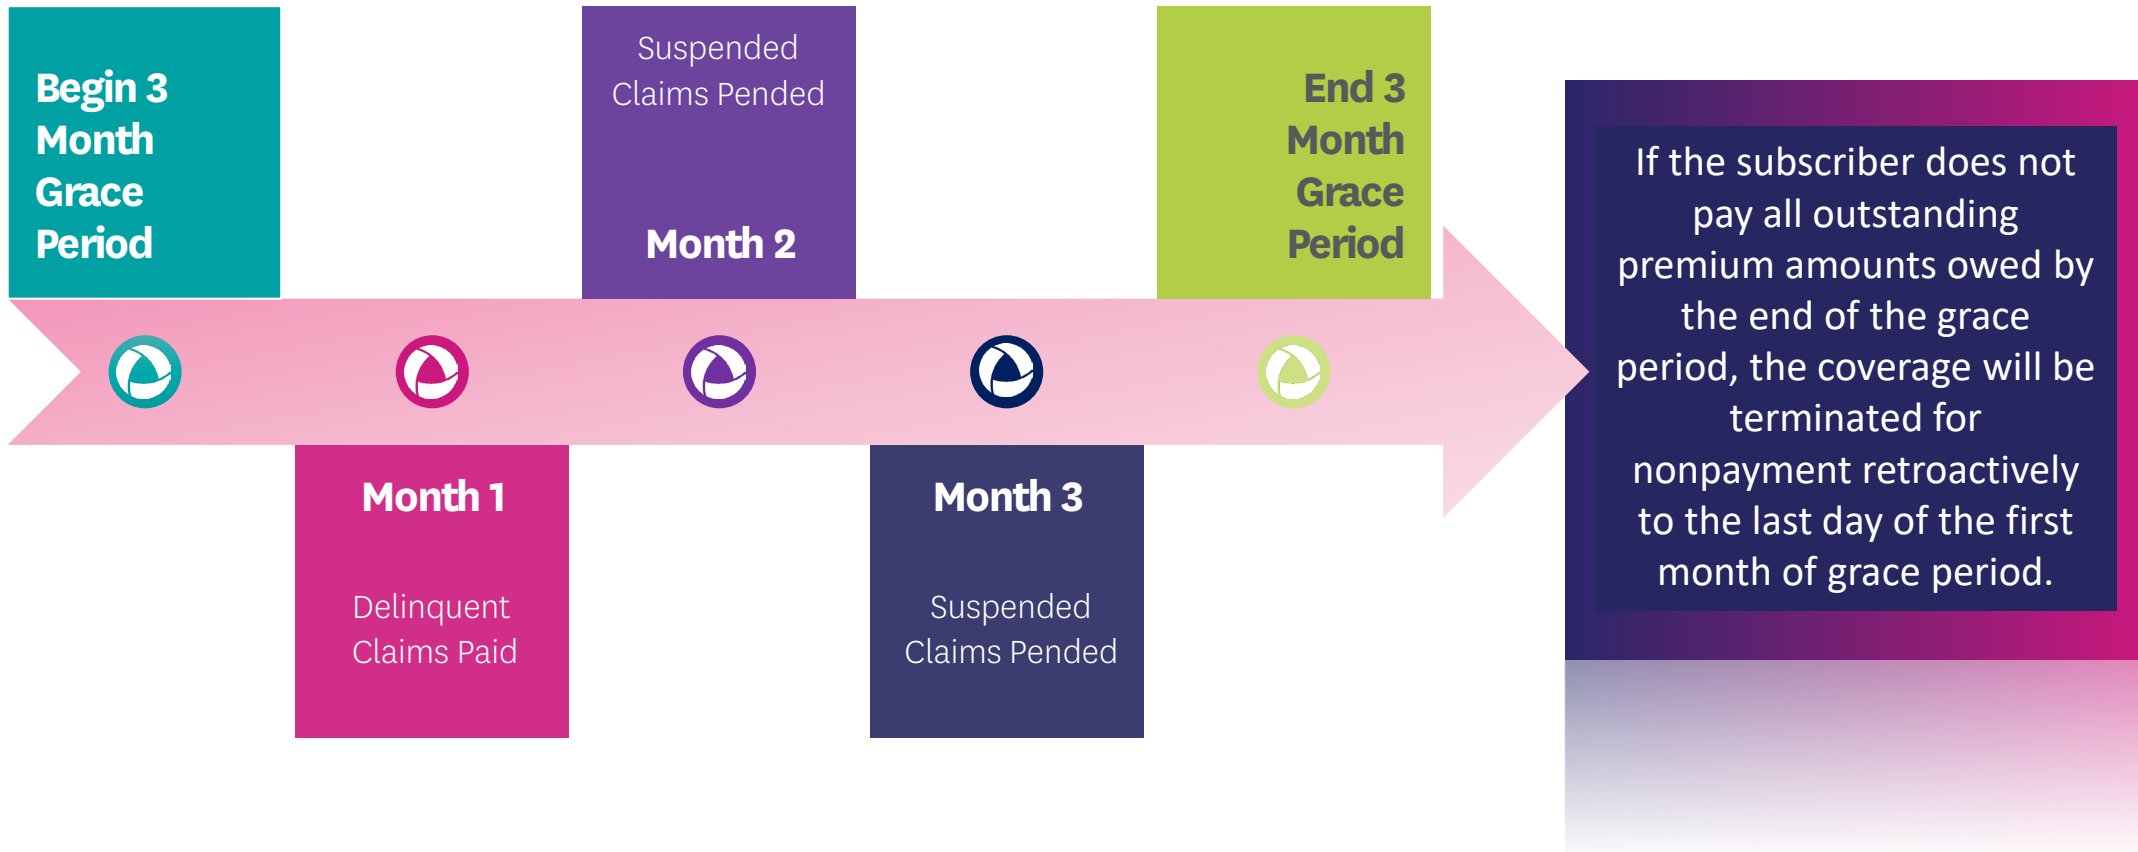 Begin 3
Month
Grace
Period
Month 1
Delinquent
Claims Paid
Suspended
Claims Pended
Month 2
Month 3
Suspended
Claims Pended
End 3
Month
Grace
Period
If the subscriber does not
pay all outstanding
premium amounts owed by
the end of the grace
period, the coverage will be
terminated for
nonpayment retroactively
to the last day of the first
month of grace period.